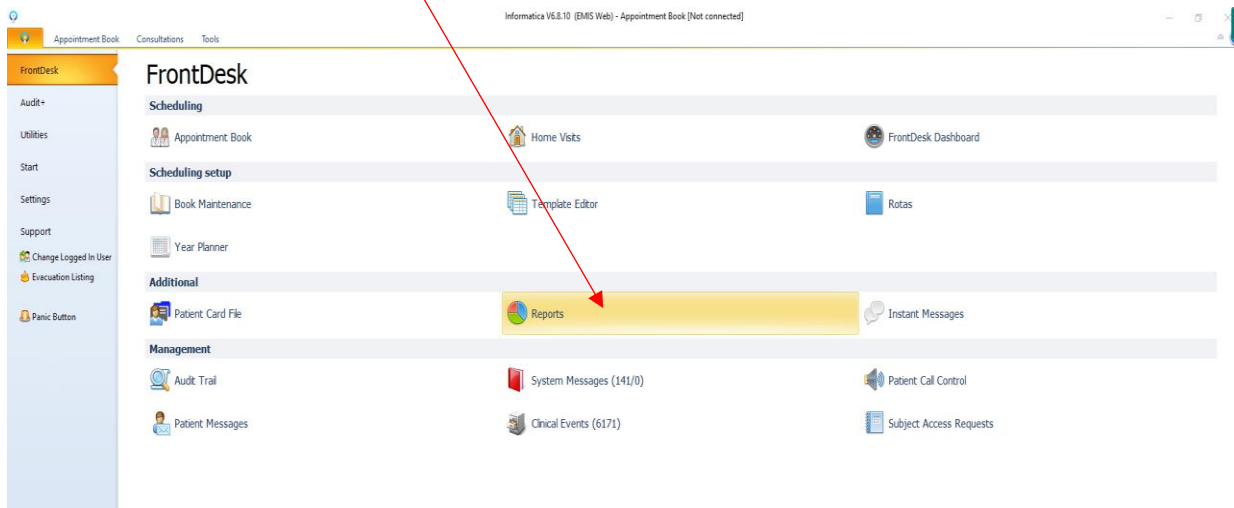 Informatica V6.8.10 (EMIS Web) - Appointment Book [Not connected]
Appointment Book Consultations Tools
FrontDesk
Audit+
Utilities
Start
Settings
Support
Change Logged In User
Evacuation Listing
Panic Button
FrontDesk
Scheduling
Appointment Book Home Visits FrontDesk Dashboard
Scheduling setup
Book Maintenance Template Editor Rotas
Year Planner
Additional
Patient Card File Reports Instant Messages
Management
Audit Trail System Messages (141/0) Patient Call Control
Patient Messages Clinical Events (6171) Subject Access Requests